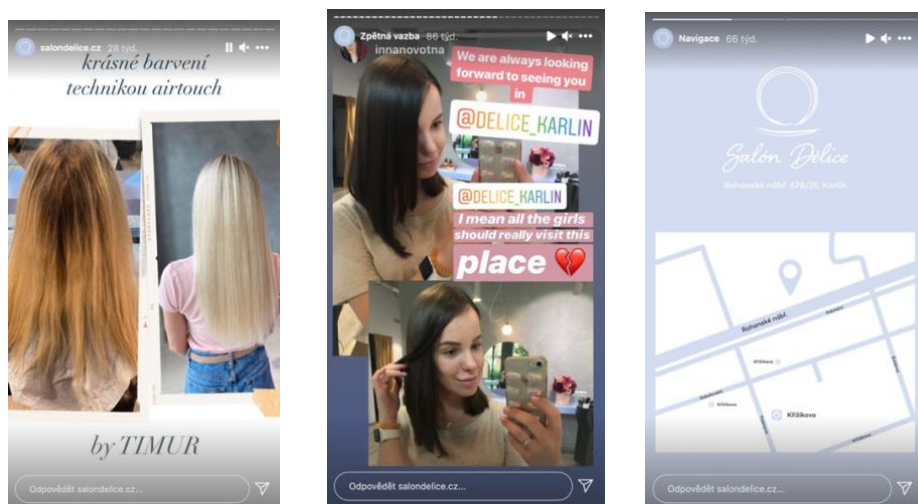 salondelice.cz 28 týd.
krásné barvení
technikou airtouch
by TIMUR
Odpovědět salondelice.cz...
Zpětná vazba 86 týd.
innanovotna
We are always looking
forward to seeing you
in
@DELICE_KARLIN
@DELICE_KARLIN
I mean all the girls
should really visit this
place 💔
Odpovědět salondelice.cz...
Navigace 66 týd.
Salón Délice
Rohanské nábř. 678/25, Karlín
Rohanské nábř.
Křižíkova
Křižíkova
Křižíkova
Odpovědět salondelice.cz...